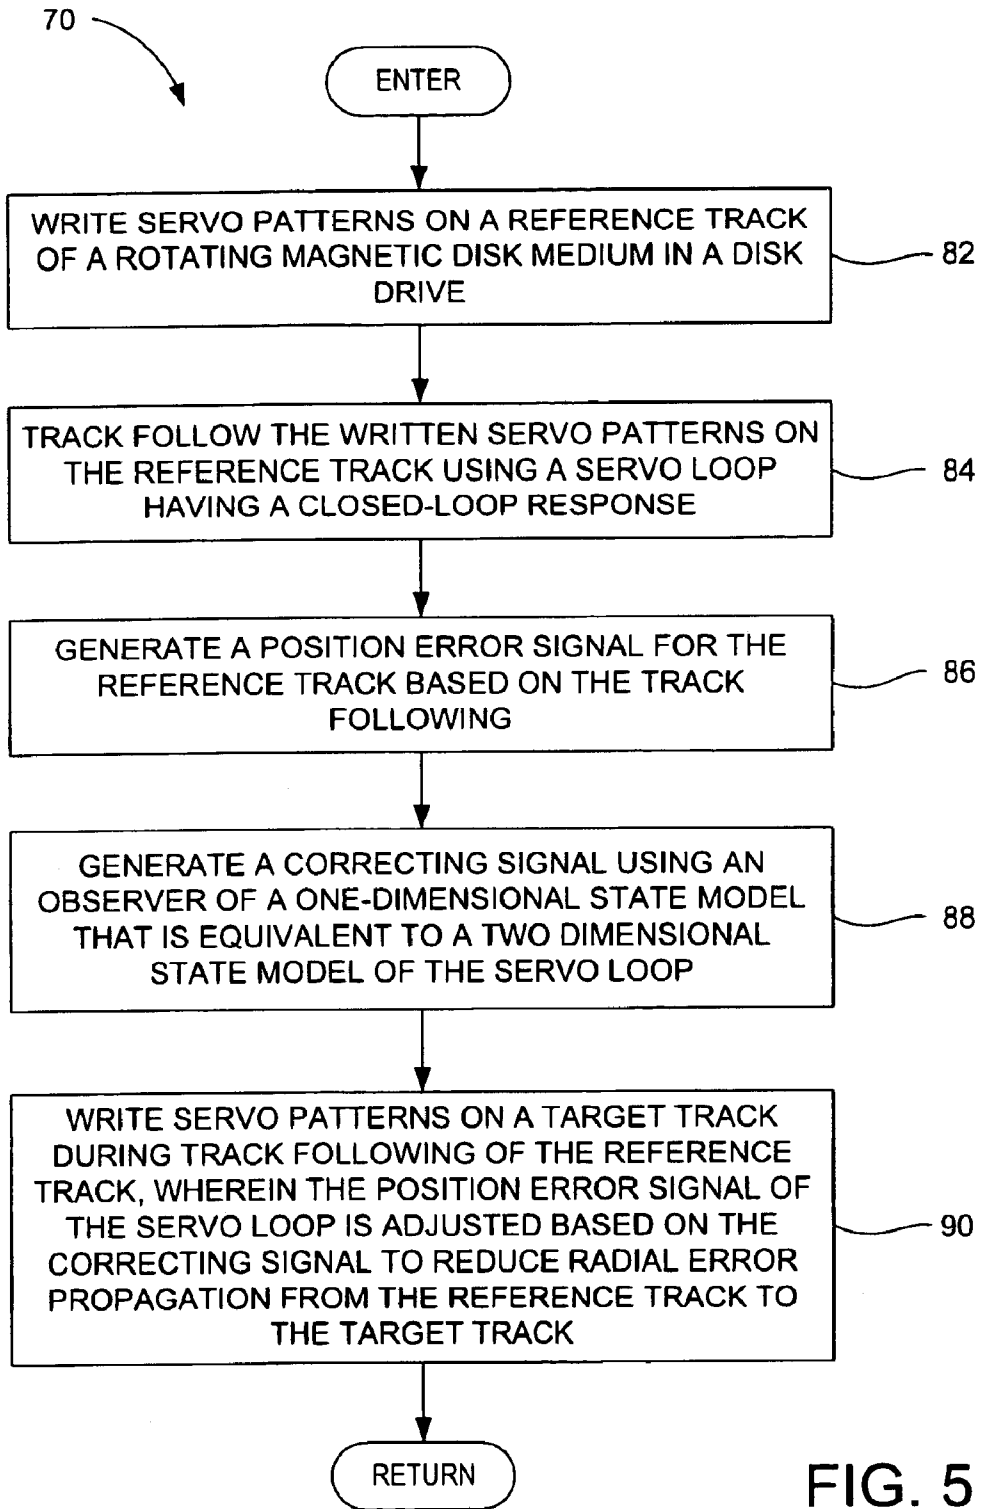 70
ENTER
WRITE SERVO PATTERNS ON A REFERENCE TRACK
OF A ROTATING MAGNETIC DISK MEDIUM IN A DISK
DRIVE
82
TRACK FOLLOW THE WRITTEN SERVO PATTERNS ON
THE REFERENCE TRACK USING A SERVO LOOP
HAVING A CLOSED-LOOP RESPONSE
84
GENERATE A POSITION ERROR SIGNAL FOR THE
REFERENCE TRACK BASED ON THE TRACK
FOLLOWING
86
GENERATE A CORRECTING SIGNAL USING AN
OBSERVER OF A ONE-DIMENSIONAL STATE MODEL
THAT IS EQUIVALENT TO A TWO DIMENSIONAL
STATE MODEL OF THE SERVO LOOP
88
WRITE SERVO PATTERNS ON A TARGET TRACK
DURING TRACK FOLLOWING OF THE REFERENCE
TRACK, WHEREIN THE POSITION ERROR SIGNAL OF
THE SERVO LOOP IS ADJUSTED BASED ON THE
CORRECTING SIGNAL TO REDUCE RADIAL ERROR
PROPAGATION FROM THE REFERENCE TRACK TO
THE TARGET TRACK
90
RETURN
FIG. 5